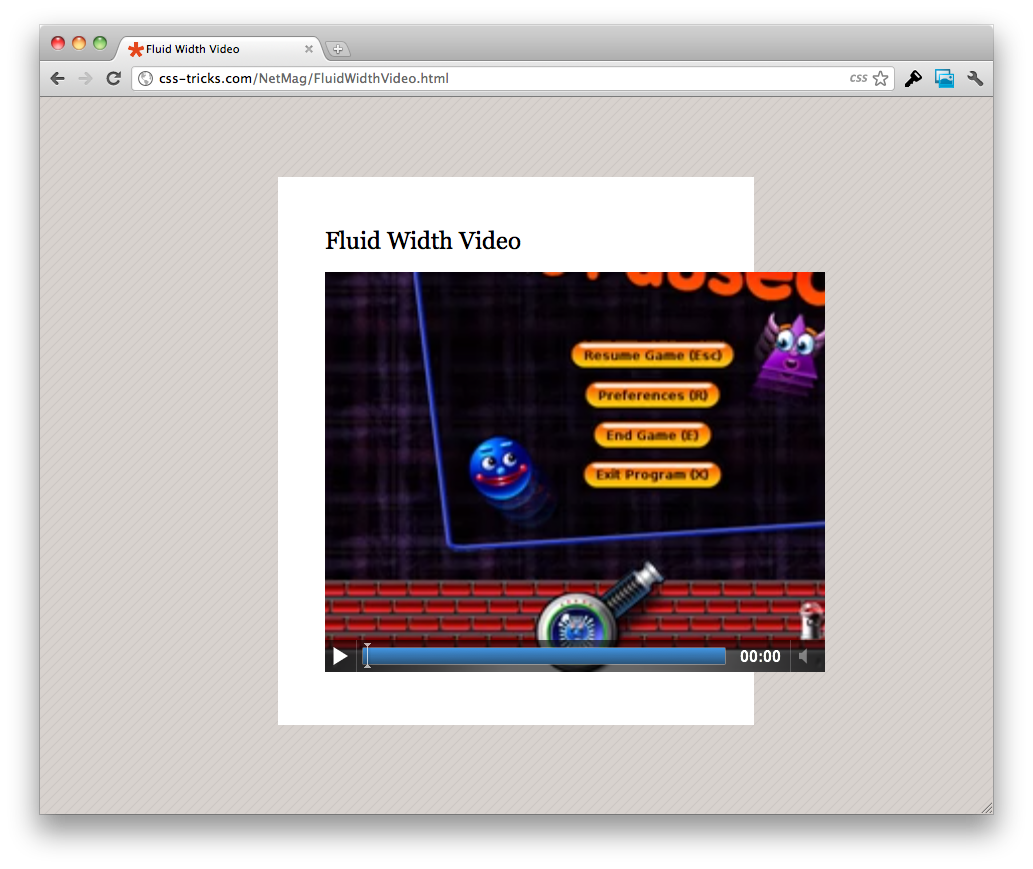 Fluid Width Video
css-tricks.com/NetMag/FluidWidthVideo.html
css
Fluid Width Video
Resume Game (Esc)
Preferences (R)
End Game (E)
Exit Program (X)
00:00